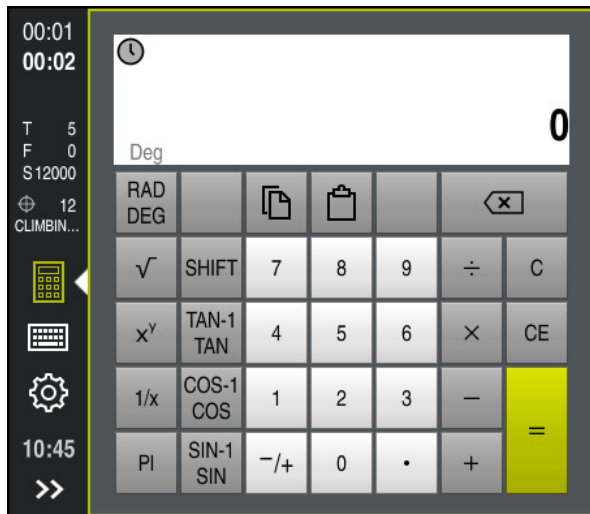 00:01
00:02
T 5
F 0
S 12000
12
CLIMBIN...
10:45
>>
0
Deg
RAD
DEG
√ SHIFT 7 8 9 ÷ C
xʸ TAN-1
TAN 4 5 6 × CE
1/x COS-1
COS 1 2 3 − =
PI SIN-1
SIN −/+ 0 • +